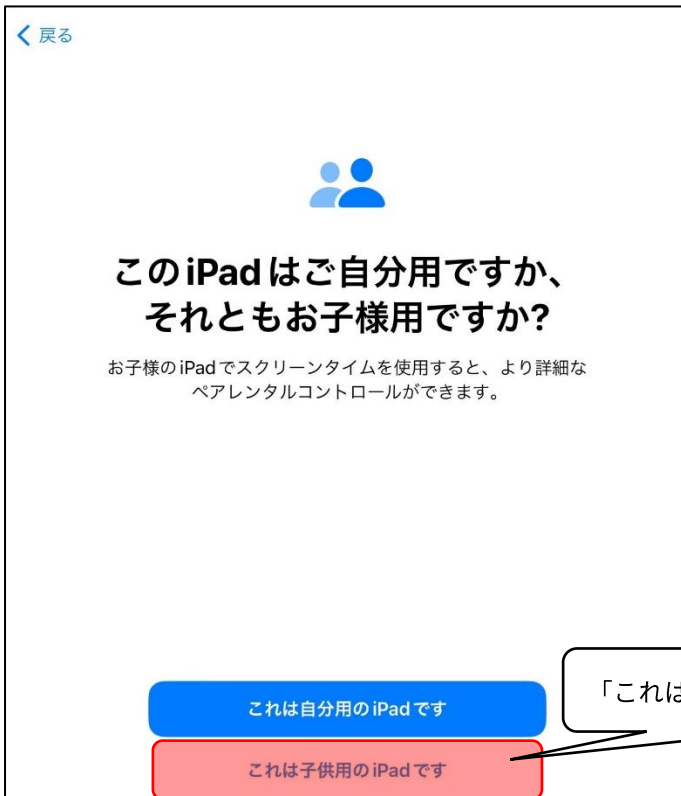 戻る
このiPadはご自分用ですか、
それともお子様用ですか?
お子様のiPadでスクリーンタイムを使用すると、より詳細な
ペアレンタルコントロールができます。
「これは
これは自分用のiPadです
これは子供用のiPadです